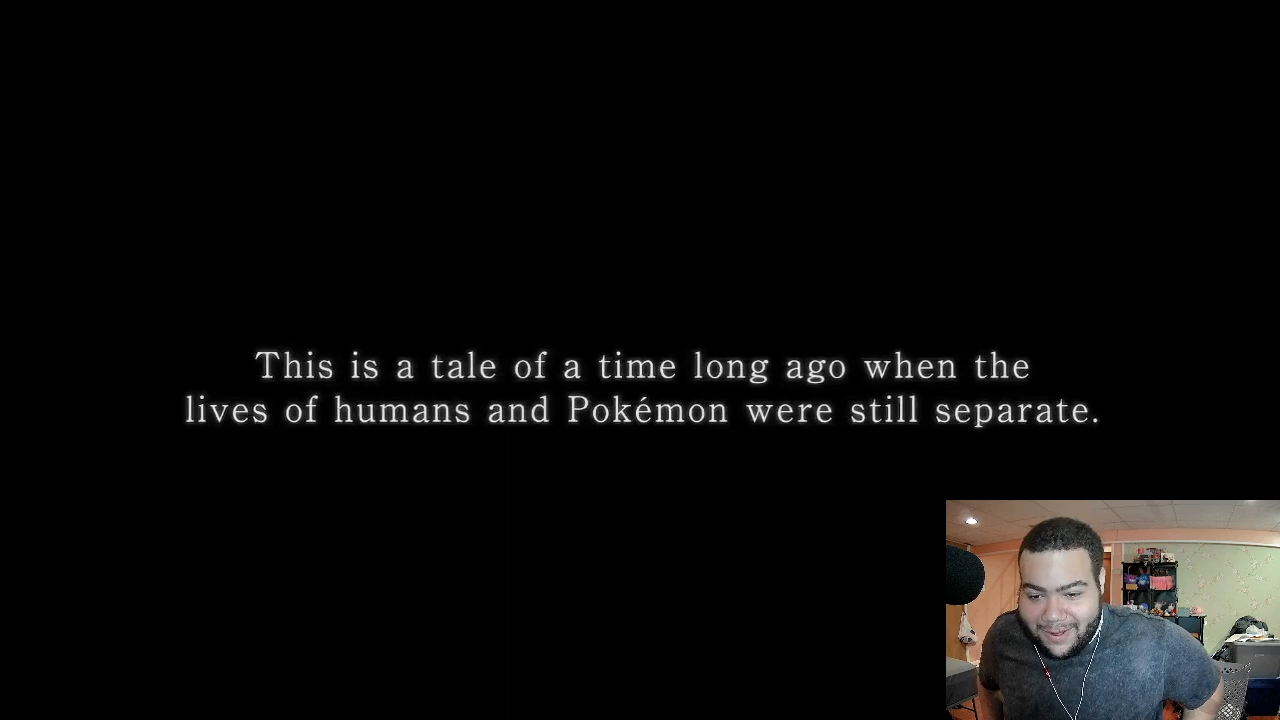 This is a tale of a time long ago when the
lives of humans and Pokémon were still separate.